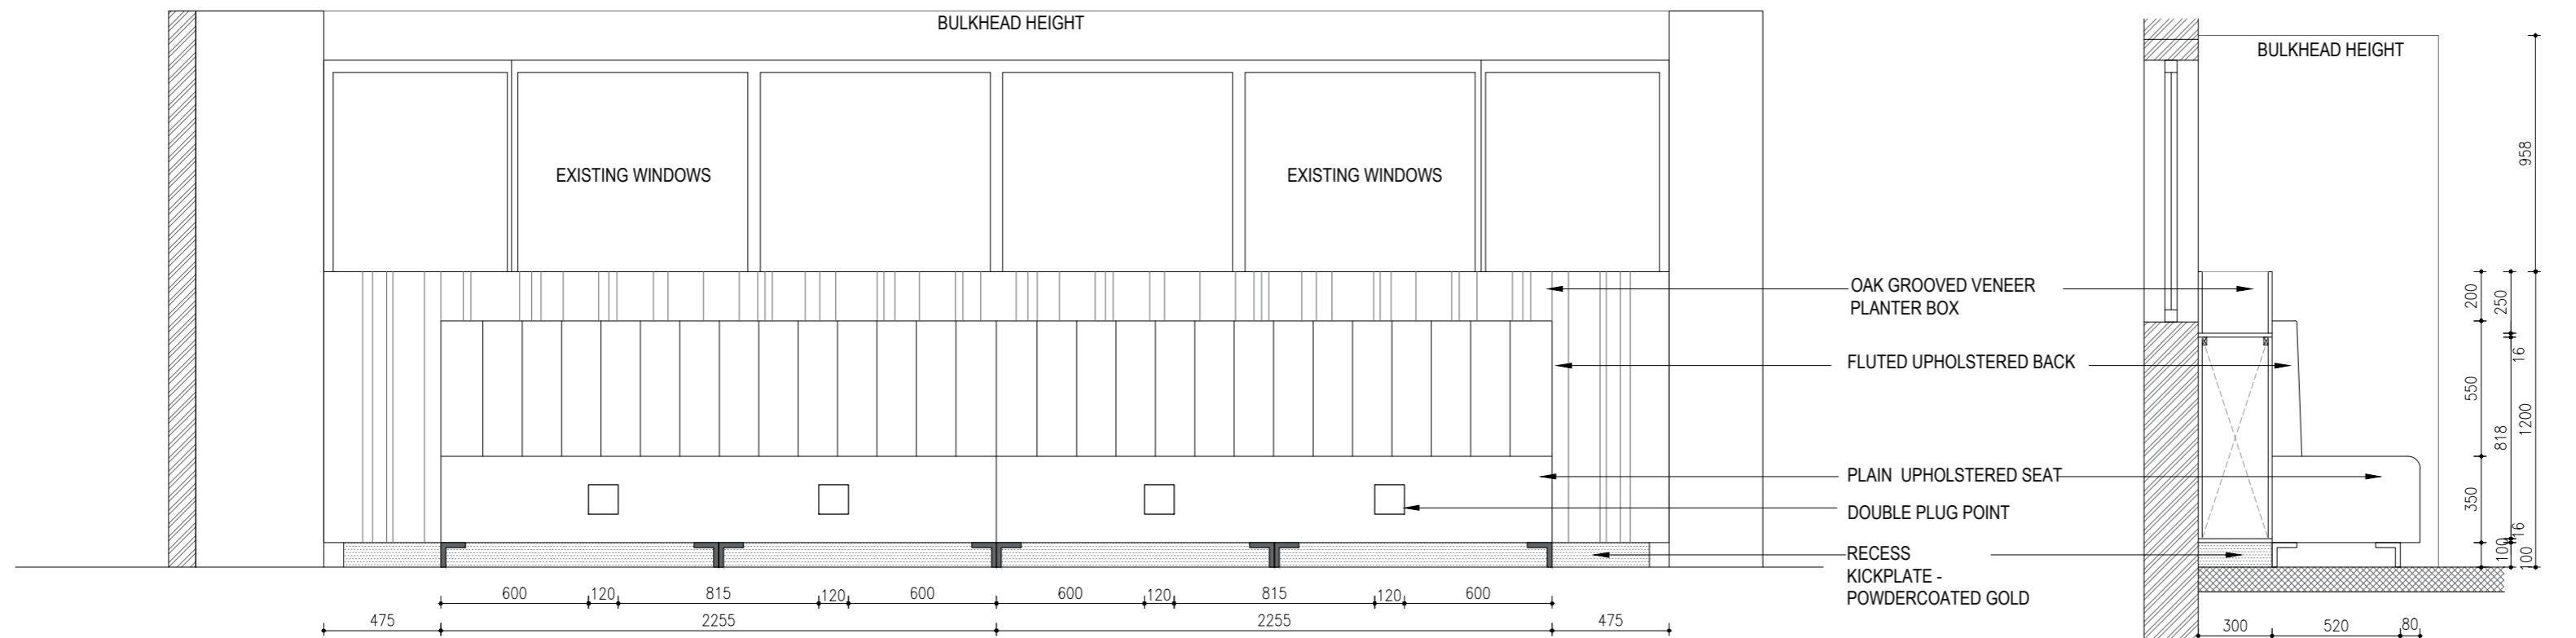 BULKHEAD HEIGHT
BULKHEAD HEIGHT
EXISTING WINDOWS
EXISTING WINDOWS
OAK GROOVED VENEER
PLANTER BOX
FLUTED UPHOLSTERED BACK
PLAIN UPHOLSTERED SEAT
DOUBLE PLUG POINT
RECESS
KICKPLATE -
POWDERCOATED GOLD
600 120 815 120 600 600 120 815 120 600
475 2255 2255 475
958
200
250
16
550
1200
818
350
16
100
100
300 520 80